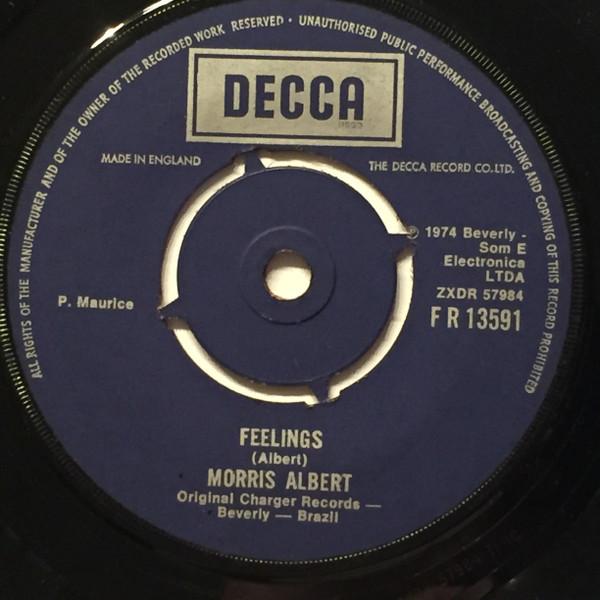 ALL RIGHTS OF THE MANUFACTURER AND OF THE OWNER OF THE RECORDED WORK RESERVED · UNAUTHORISED PUBLIC PERFORMANCE BROADCASTING AND COPYING OF THIS RECORD PROHIBITED
DECCA
MADE IN ENGLAND
THE DECCA RECORD CO. LTD.
℗ 1974 Beverly -
Som E
Electronica
LTDA
ZXDR 57984
P. Maurice
F R 13591
FEELINGS
(Albert)
MORRIS ALBERT
Original Charger Records —
Beverly — Brazil